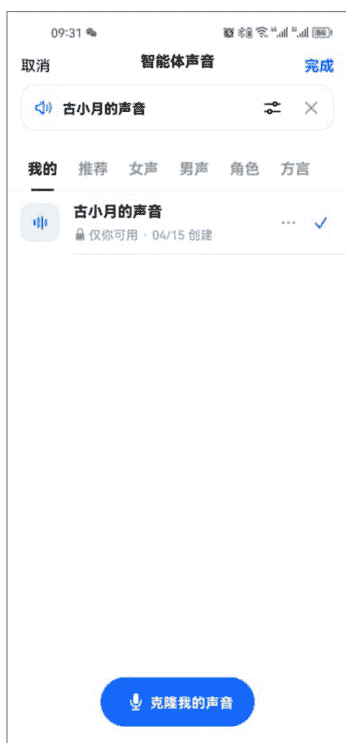 09:31
取消 智能体声音 完成
古小月的声音
我的 推荐 女声 男声 角色 方言
古小月的声音
仅你可用 · 04/15 创建
克隆我的声音